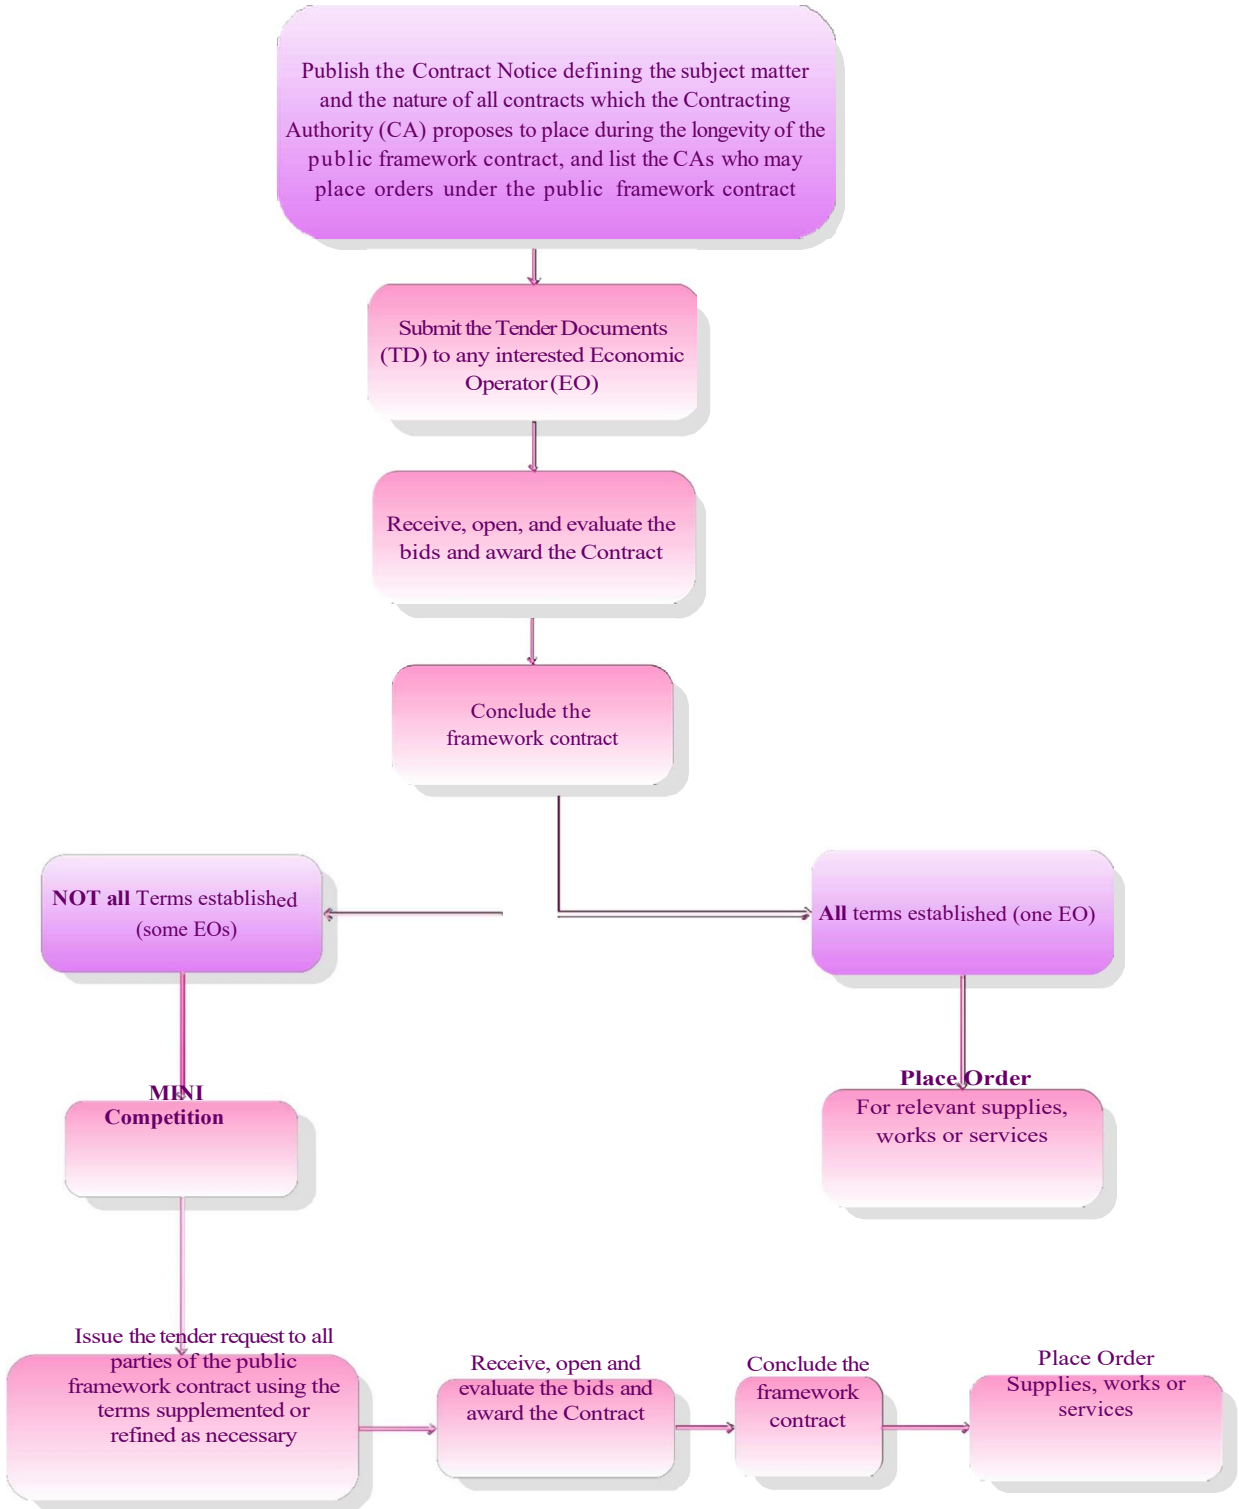 Publish the Contract Notice defining the subject matter
and the nature of all contracts which the Contracting
Authority (CA) proposes to place during the longevity of the
public framework contract, and list the CAs who may
place orders under the public framework contract
Submit the Tender Documents
(TD) to any interested Economic
Operator (EO)
Receive, open, and evaluate the
bids and award the Contract
Conclude the
framework contract
NOT all Terms established
(some EOs)
All terms established (one EO)
MINI
Competition
Place Order
For relevant supplies,
works or services
Issue the tender request to all
parties of the public
framework contract using the
terms supplemented or
refined as necessary
Receive, open and
evaluate the bids and
award the Contract
Conclude the
framework
contract
Place Order
Supplies, works or
services